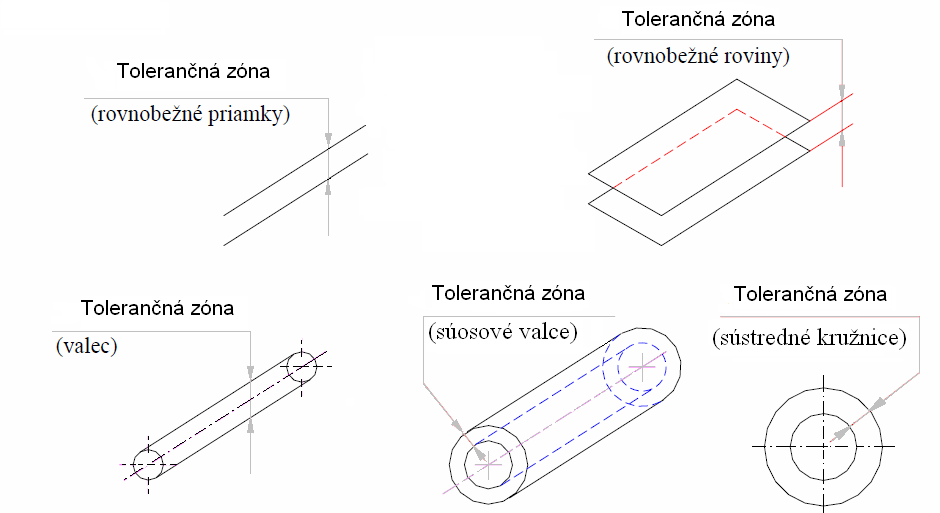 Tolerančná zóna
(rovnobežné priamky)
Tolerančná zóna
(rovnobežné roviny)
Tolerančná zóna
(valec)
Tolerančná zóna
(súosové valce)
Tolerančná zóna
(sústredné kružnice)